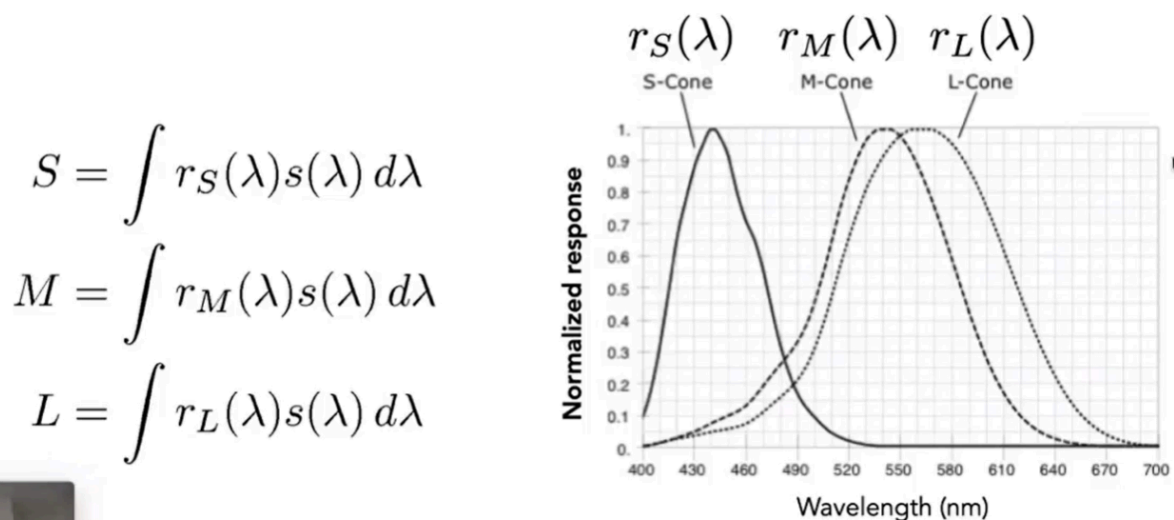 S = ∫ r_S(λ)s(λ) dλ
M = ∫ r_M(λ)s(λ) dλ
L = ∫ r_L(λ)s(λ) dλ
r_S(λ) r_M(λ) r_L(λ)
S-Cone M-Cone L-Cone
Normalized response
1.
0.9
0.8
0.7
0.6
0.5
0.4
0.3
0.2
0.1
0.
400 430 460 490 520 550 580 610 640 670 700
Wavelength (nm)